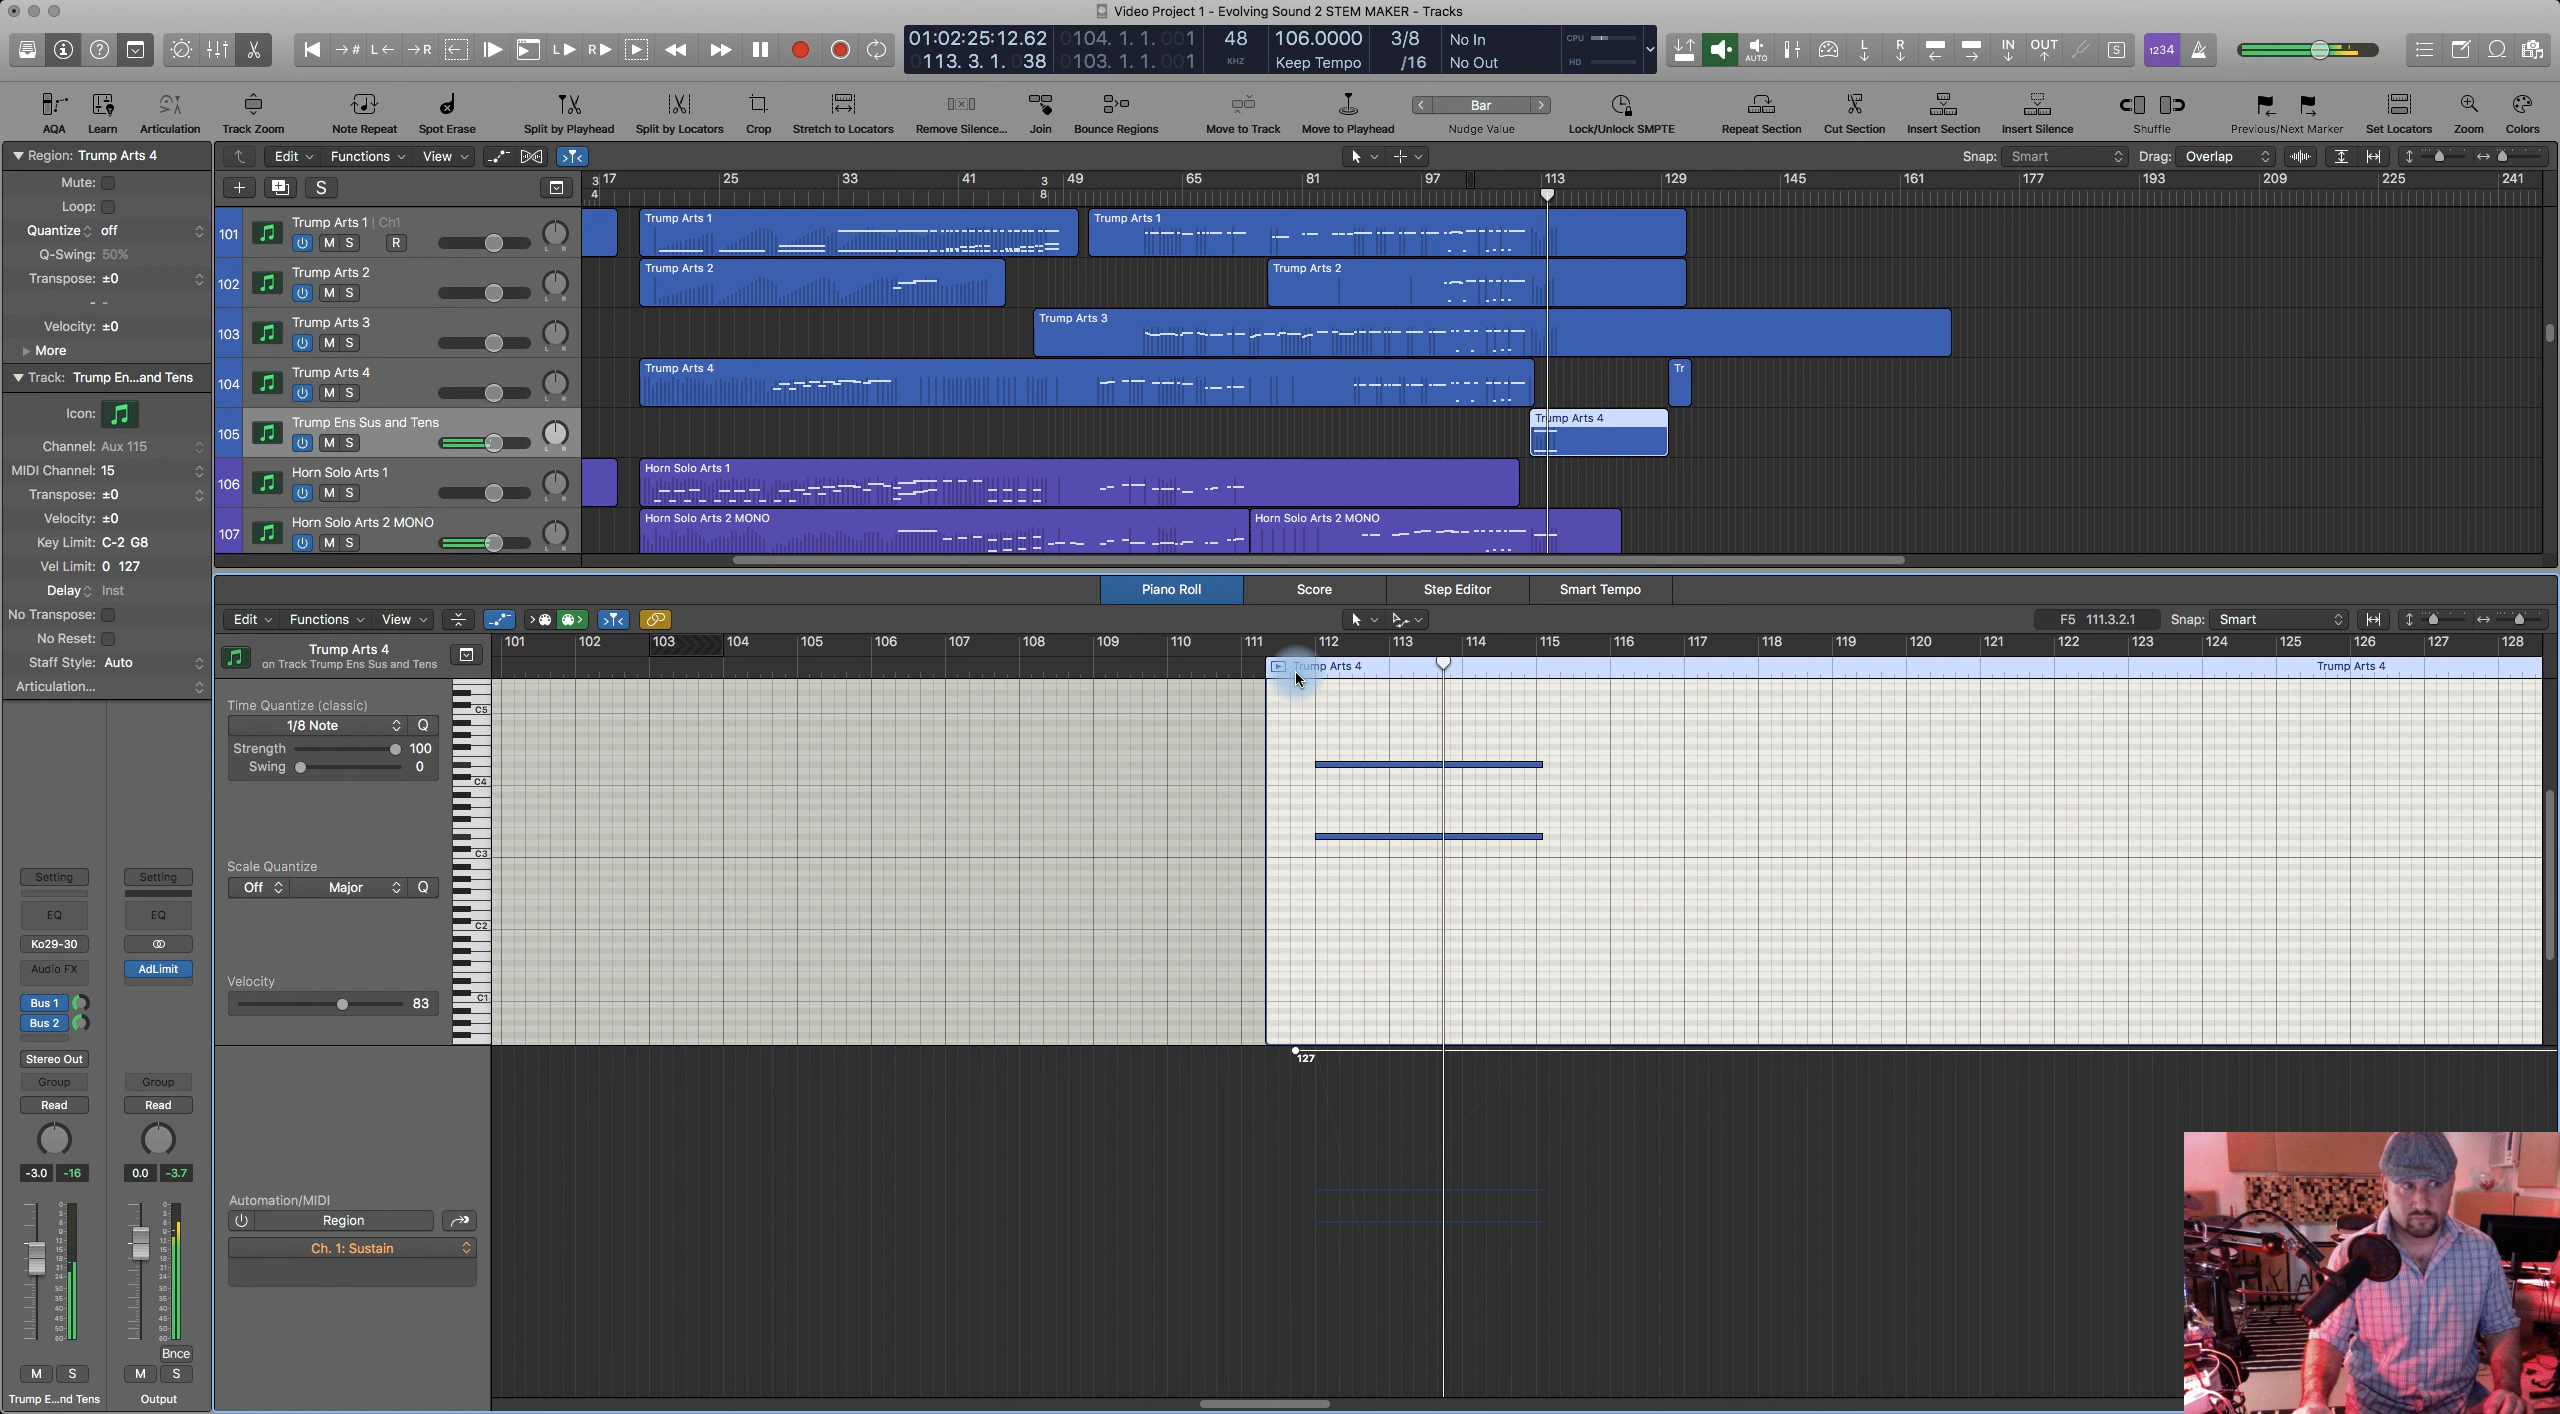 Video Project 1 - Evolving Sound 2 STEM MAKER - Tracks
01:02:25:12.62 0104. 1. 1. 001 48 106.0000 3/8 No In CPU
0113. 3. 1. 038 0103. 1. 1. 001 KHZ Keep Tempo /16 No Out HD
AUTO L R IN OUT S 1234
AQA Learn Articulation Track Zoom Note Repeat Spot Erase Split by Playhead Split by Locators Crop Stretch to Locators Remove Silence... Join Bounce Regions Move to Track Move to Playhead Bar Nudge Value Lock/Unlock SMPTE Repeat Section Cut Section Insert Section Insert Silence Shuffle Previous/Next Marker Set Locators Zoom Colors
Region: Trump Arts 4
Mute:
Loop:
Quantize off
Q-Swing: 50%
Transpose: ±0
- -
Velocity: ±0
More
Track: Trump En...and Tens
Icon:
Channel: Aux 115
MIDI Channel: 15
Transpose: ±0
Velocity: ±0
Key Limit: C-2 G8
Vel Limit: 0 127
Delay Inst
No Transpose:
No Reset:
Staff Style: Auto
Articulation...
Edit Functions View Snap: Smart Drag: Overlap
S 3 4 17 25 33 41 3 8 49 65 81 97 113 129 145 161 177 193 209 225 241
101 Trump Arts 1 | Ch1 M S R Trump Arts 1 Trump Arts 1
102 Trump Arts 2 M S Trump Arts 2 Trump Arts 2
103 Trump Arts 3 M S Trump Arts 3
104 Trump Arts 4 M S Trump Arts 4 Tr
105 Trump Ens Sus and Tens M S Trump Arts 4
106 Horn Solo Arts 1 M S Horn Solo Arts 1
107 Horn Solo Arts 2 MONO M S Horn Solo Arts 2 MONO Horn Solo Arts 2 MONO
Piano Roll Score Step Editor Smart Tempo
Edit Functions View F5 111.3.2.1 Snap: Smart
101 102 103 104 105 106 107 108 109 110 111 112 113 114 115 116 117 118 119 120 121 122 123 124 125 126 127 128
Trump Arts 4
on Track Trump Ens Sus and Tens
Trump Arts 4 Trump Arts 4
Time Quantize (classic)
1/8 Note Q
Strength 100
Swing 0
Scale Quantize
Off Major Q
Velocity
83
C5
C4
C3
C2
C1
127
Automation/MIDI
Region
Ch. 1: Sustain
Setting Setting
EQ EQ
Ko29-30
Audio FX AdLimit
Bus 1
Bus 2
Stereo Out
Group Group
Read Read
-3.0 -16 0.0 -3.7
Bnce
M S M S
Trump E...nd Tens Output